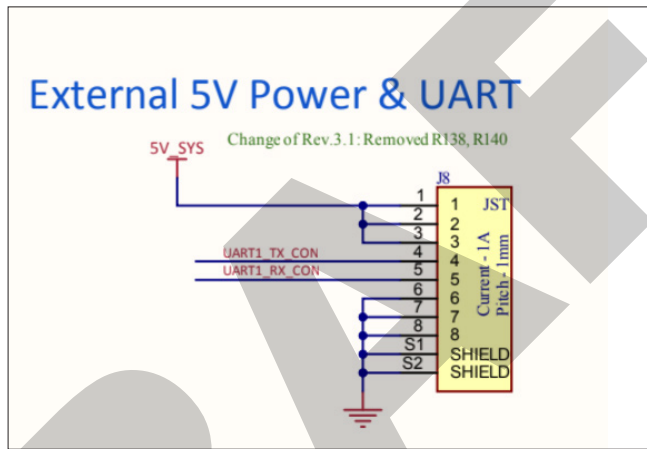 External 5V Power & UART
Change of Rev.3.1: Removed R138, R140
5V_SYS
J8
1 1 JST
2 2
3 3
UART1_TX_CON 4 4
UART1_RX_CON 5 5
6 6
7 7
8 8
S1 SHIELD
S2 SHIELD
Current - 1A
Pitch - 1mm